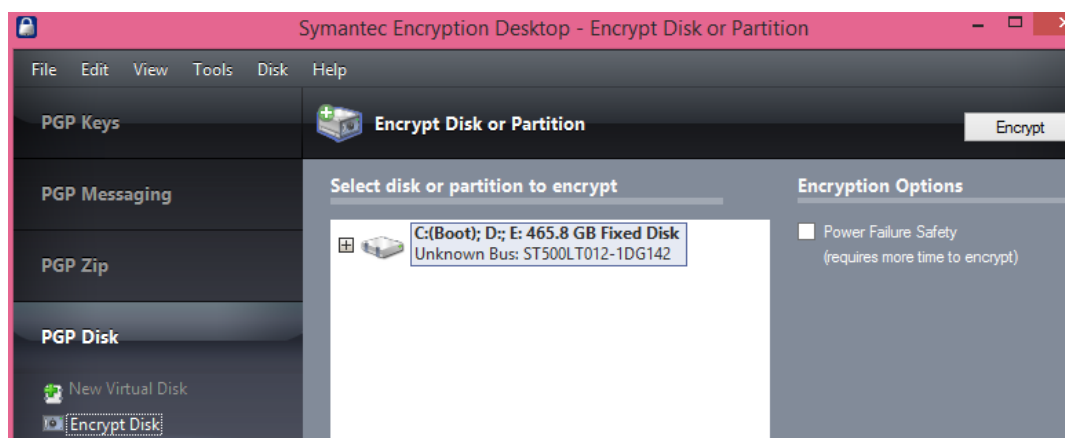 Symantec Encryption Desktop - Encrypt Disk or Partition
File Edit View Tools Disk Help
PGP Keys
Encrypt Disk or Partition
Encrypt
PGP Messaging
Select disk or partition to encrypt
Encryption Options
C:(Boot); D:; E: 465.8 GB Fixed Disk
Unknown Bus: ST500LT012-1DG142
Power Failure Safety
(requires more time to encrypt)
PGP Zip
PGP Disk
New Virtual Disk
Encrypt Disk